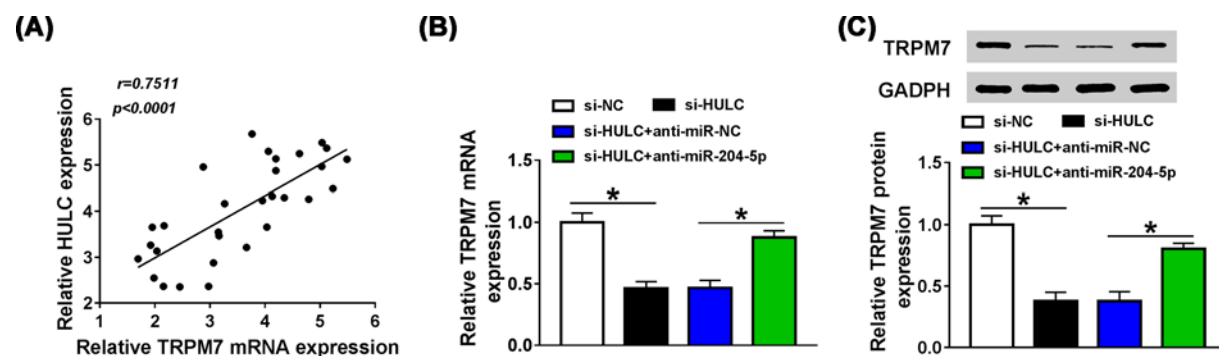 (A)
r=0.7511
p<0.0001
Relative HULC expression
6
5
4
3
2
1 2 3 4 5 6
Relative TRPM7 mRNA expression
(B)
si-NC si-HULC
si-HULC+anti-miR-NC
si-HULC+anti-miR-204-5p
Relative TRPM7 mRNA
expression
1.5
1.0
0.5
0.0
*
*
(C)
TRPM7
GADPH
si-NC si-HULC
si-HULC+anti-miR-NC
si-HULC+anti-miR-204-5p
Relative TRPM7 protein
expression
1.5
1.0
0.5
0.0
*
*